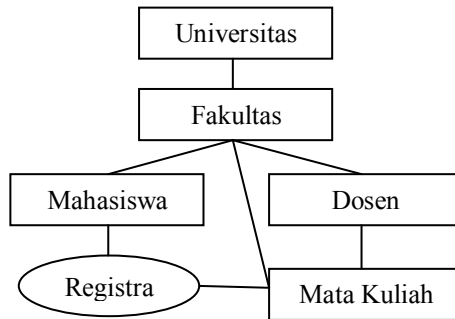 Universitas
Fakultas
Mahasiswa
Dosen
Registra
Mata Kuliah